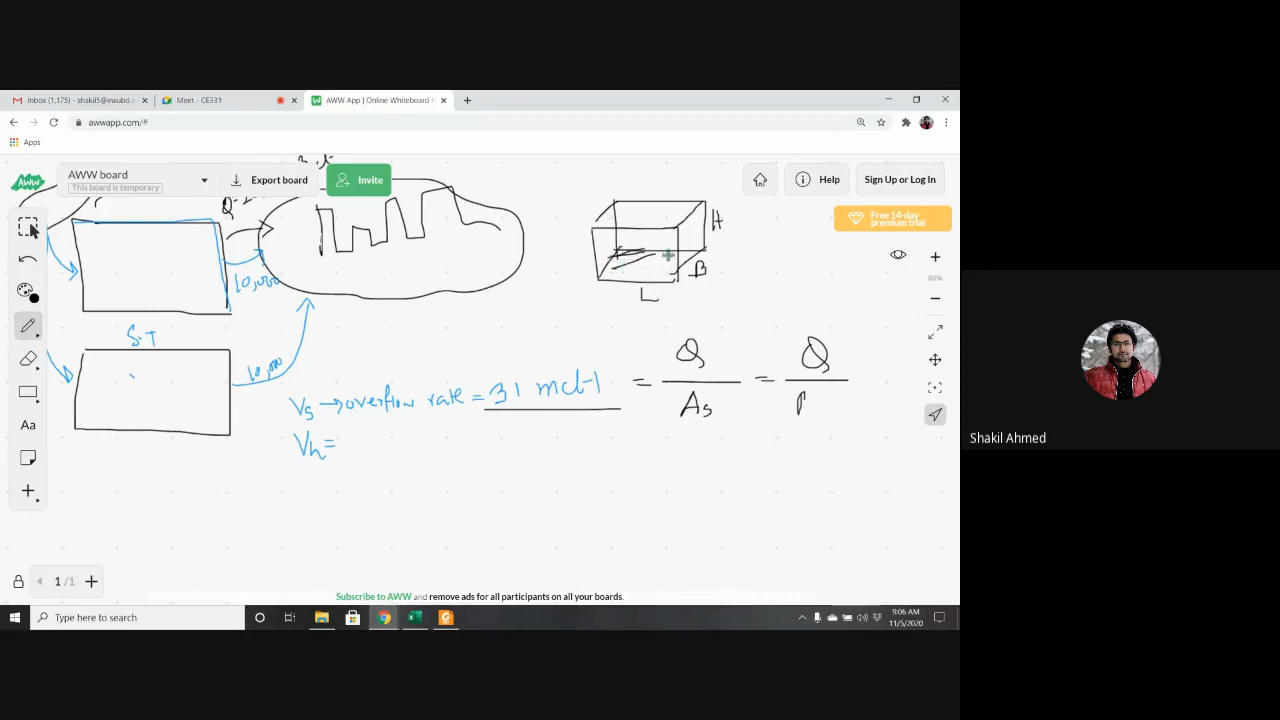 Inbox (1,175) - shakil5@ewubd.e
Meet - CE331
AWW App | Online Whiteboard
awwapp.com/#
Apps
AWW
AWW board
This board is temporary
Export board
Invite
Help
Sign Up or Log In
Free 14-day
premium trial
80%
10,000
H
B
L
S.T
10,000
Vs → overflow rate = 31 md-1 = Q / As = Q
Vh =
Aa
1 /1
Subscribe to AWW and remove ads for all participants on all your boards.
Type here to search
9:06 AM
11/5/2020
Shakil Ahmed